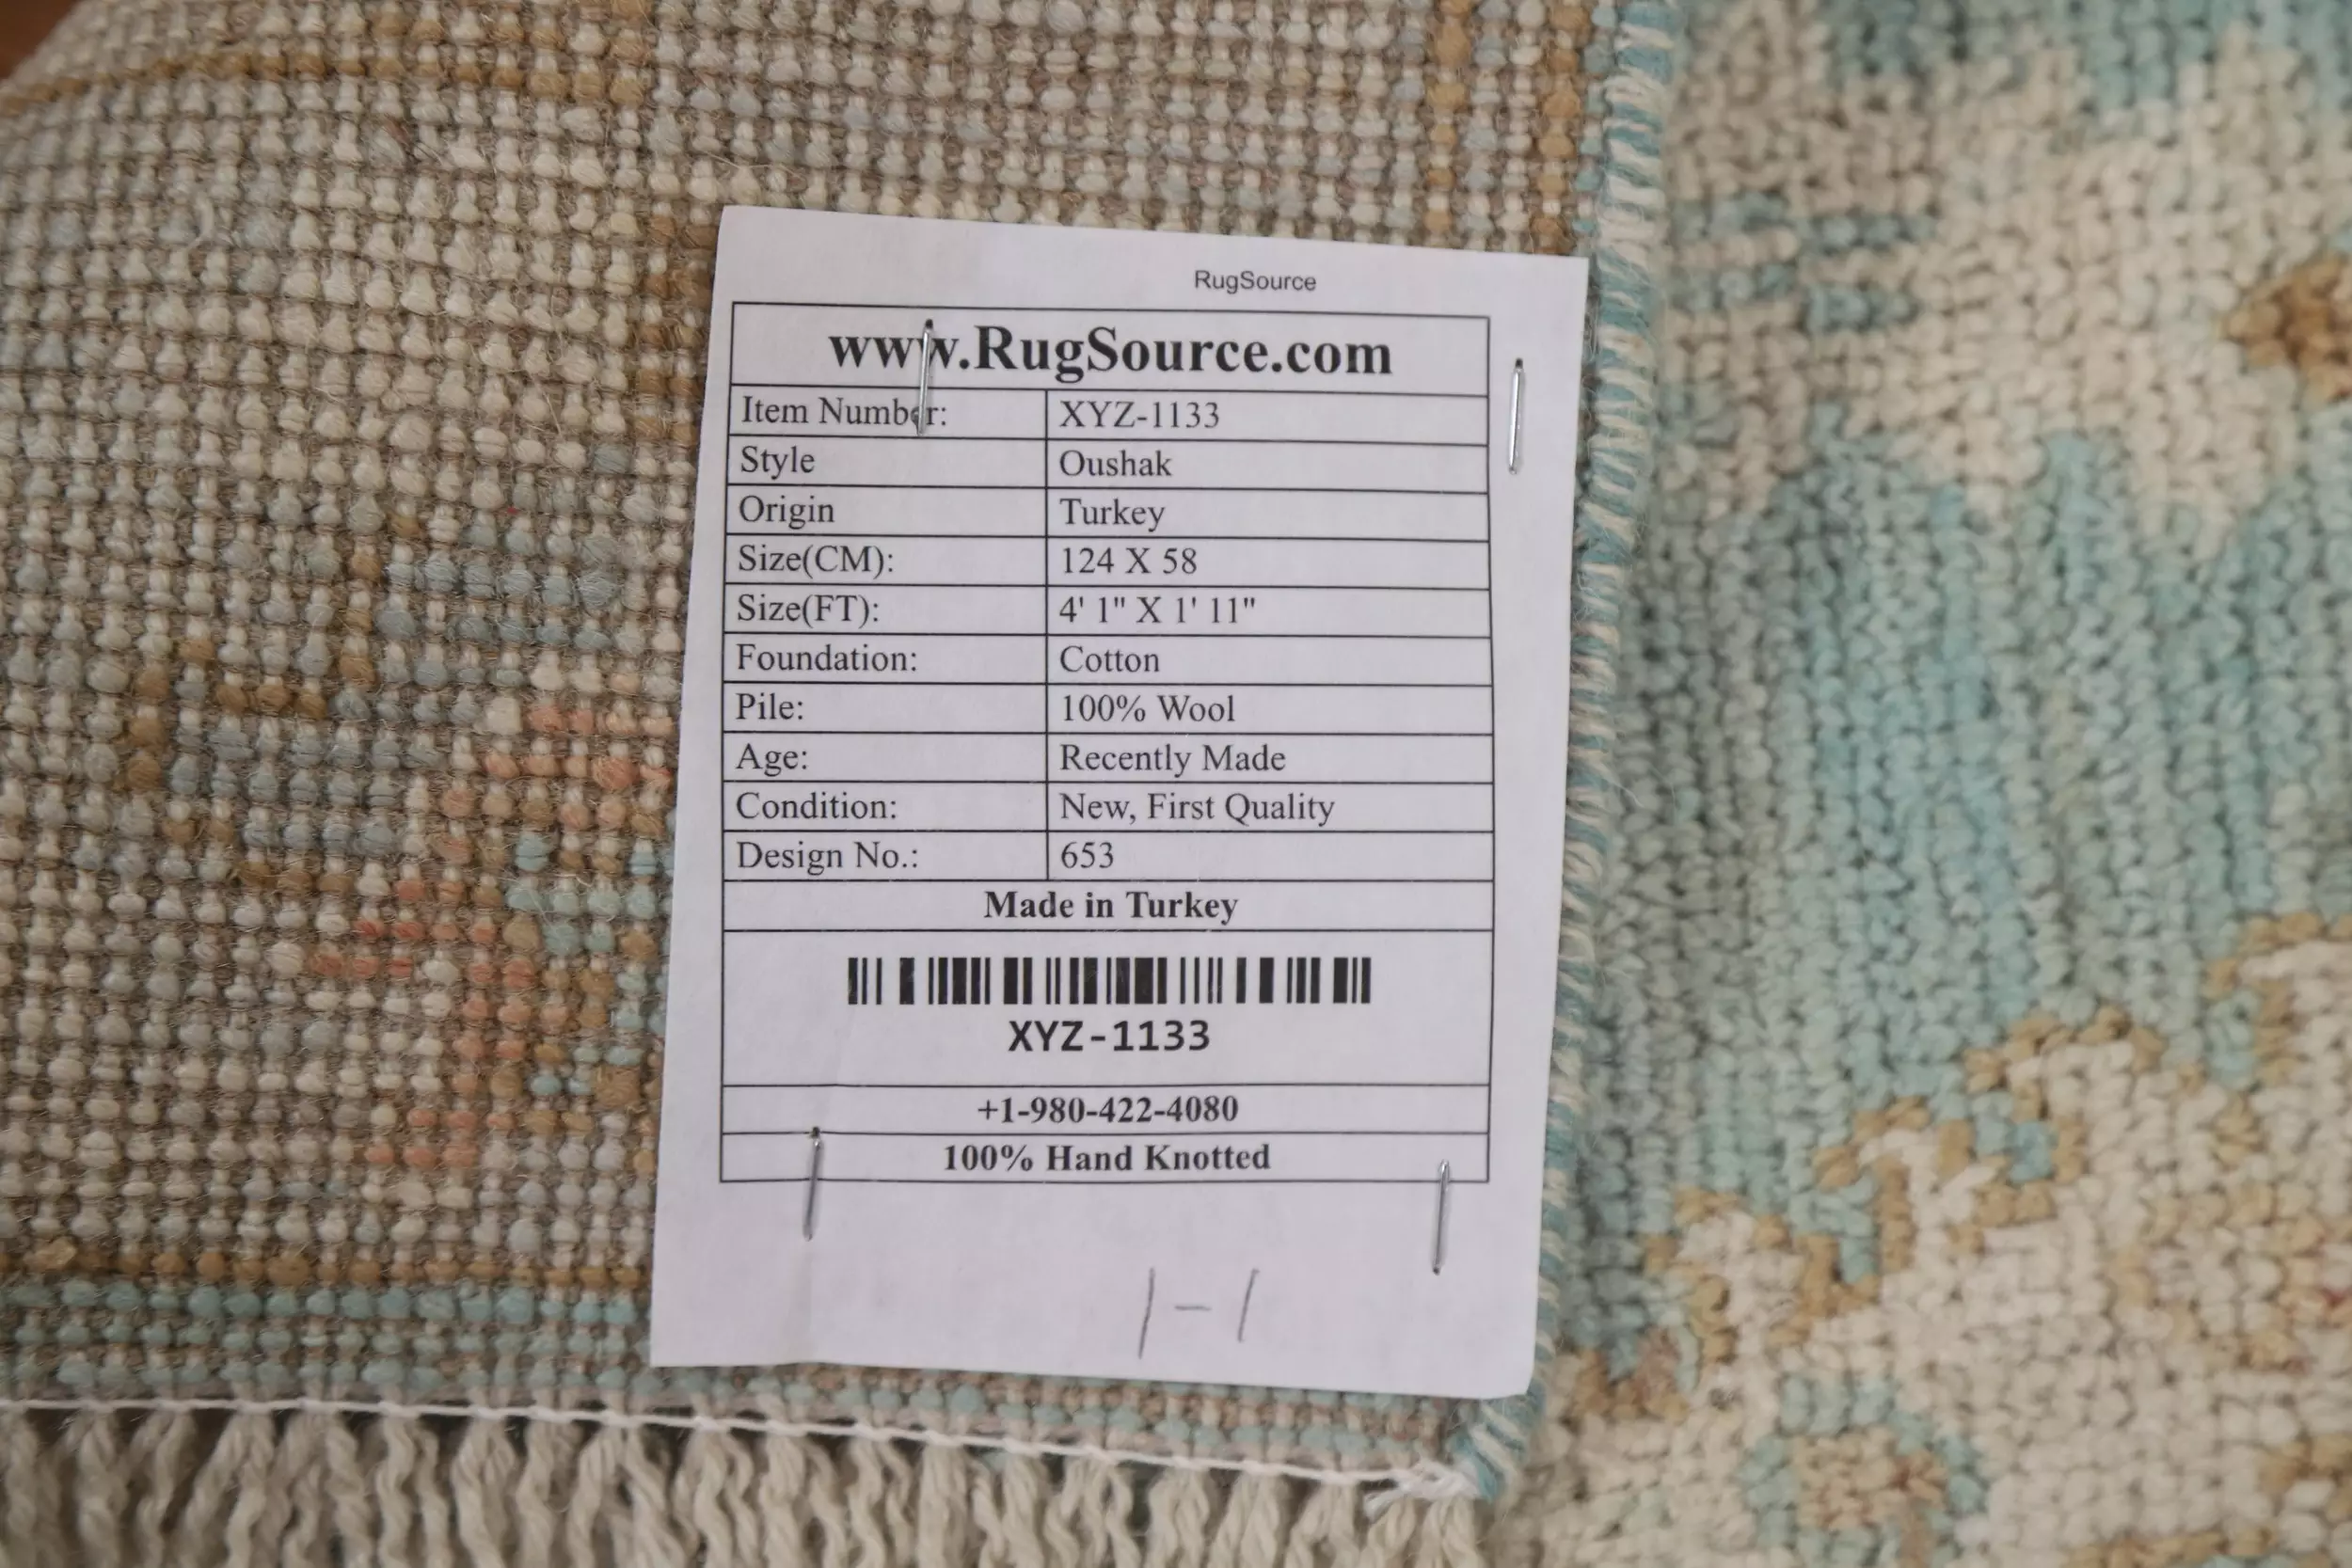 RugSource
www.RugSource.com
Item Number: XYZ-1133
Style Oushak
Origin Turkey
Size(CM): 124 X 58
Size(FT): 4' 1" X 1' 11"
Foundation: Cotton
Pile: 100% Wool
Age: Recently Made
Condition: New, First Quality
Design No.: 653
Made in Turkey
XYZ-1133
+1-980-422-4080
100% Hand Knotted
1-1